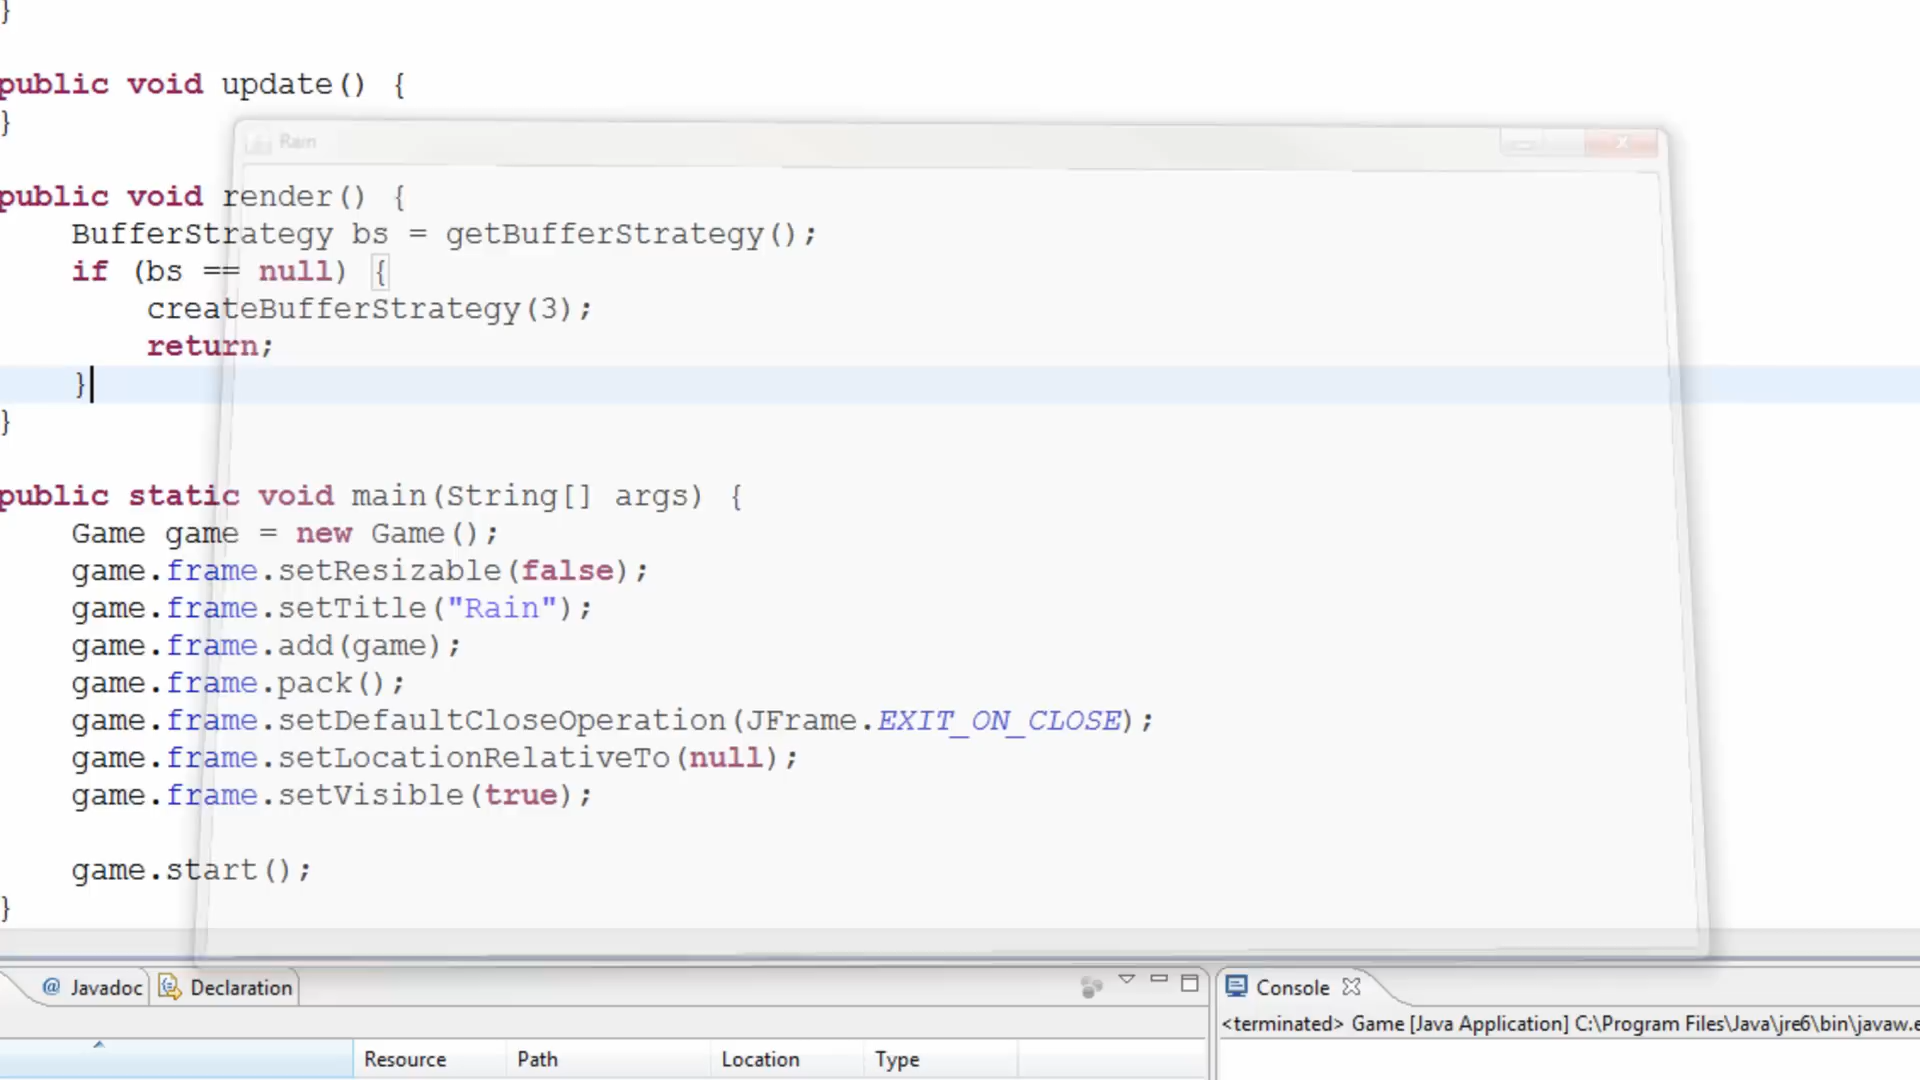 }
public void update() {
}
Rain
public void render() {
BufferStrategy bs = getBufferStrategy();
if (bs == null) {
createBufferStrategy(3);
return;
}
}
public static void main(String[] args) {
Game game = new Game();
game.frame.setResizable(false);
game.frame.setTitle("Rain");
game.frame.add(game);
game.frame.pack();
game.frame.setDefaultCloseOperation(JFrame.EXIT_ON_CLOSE);
game.frame.setLocationRelativeTo(null);
game.frame.setVisible(true);
game.start();
}
@ Javadoc Declaration Console
<terminated> Game [Java Application] C:\Program Files\Java\jre6\bin\javaw.e
Resource Path Location Type